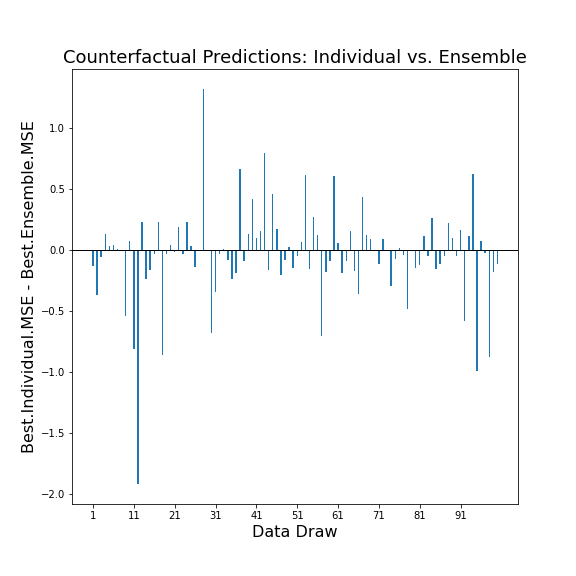 Counterfactual Predictions: Individual vs. Ensemble
Best.Individual.MSE - Best.Ensemble.MSE
1.0
0.5
0.0
−0.5
−1.0
−1.5
−2.0
1 11 21 31 41 51 61 71 81 91
Data Draw